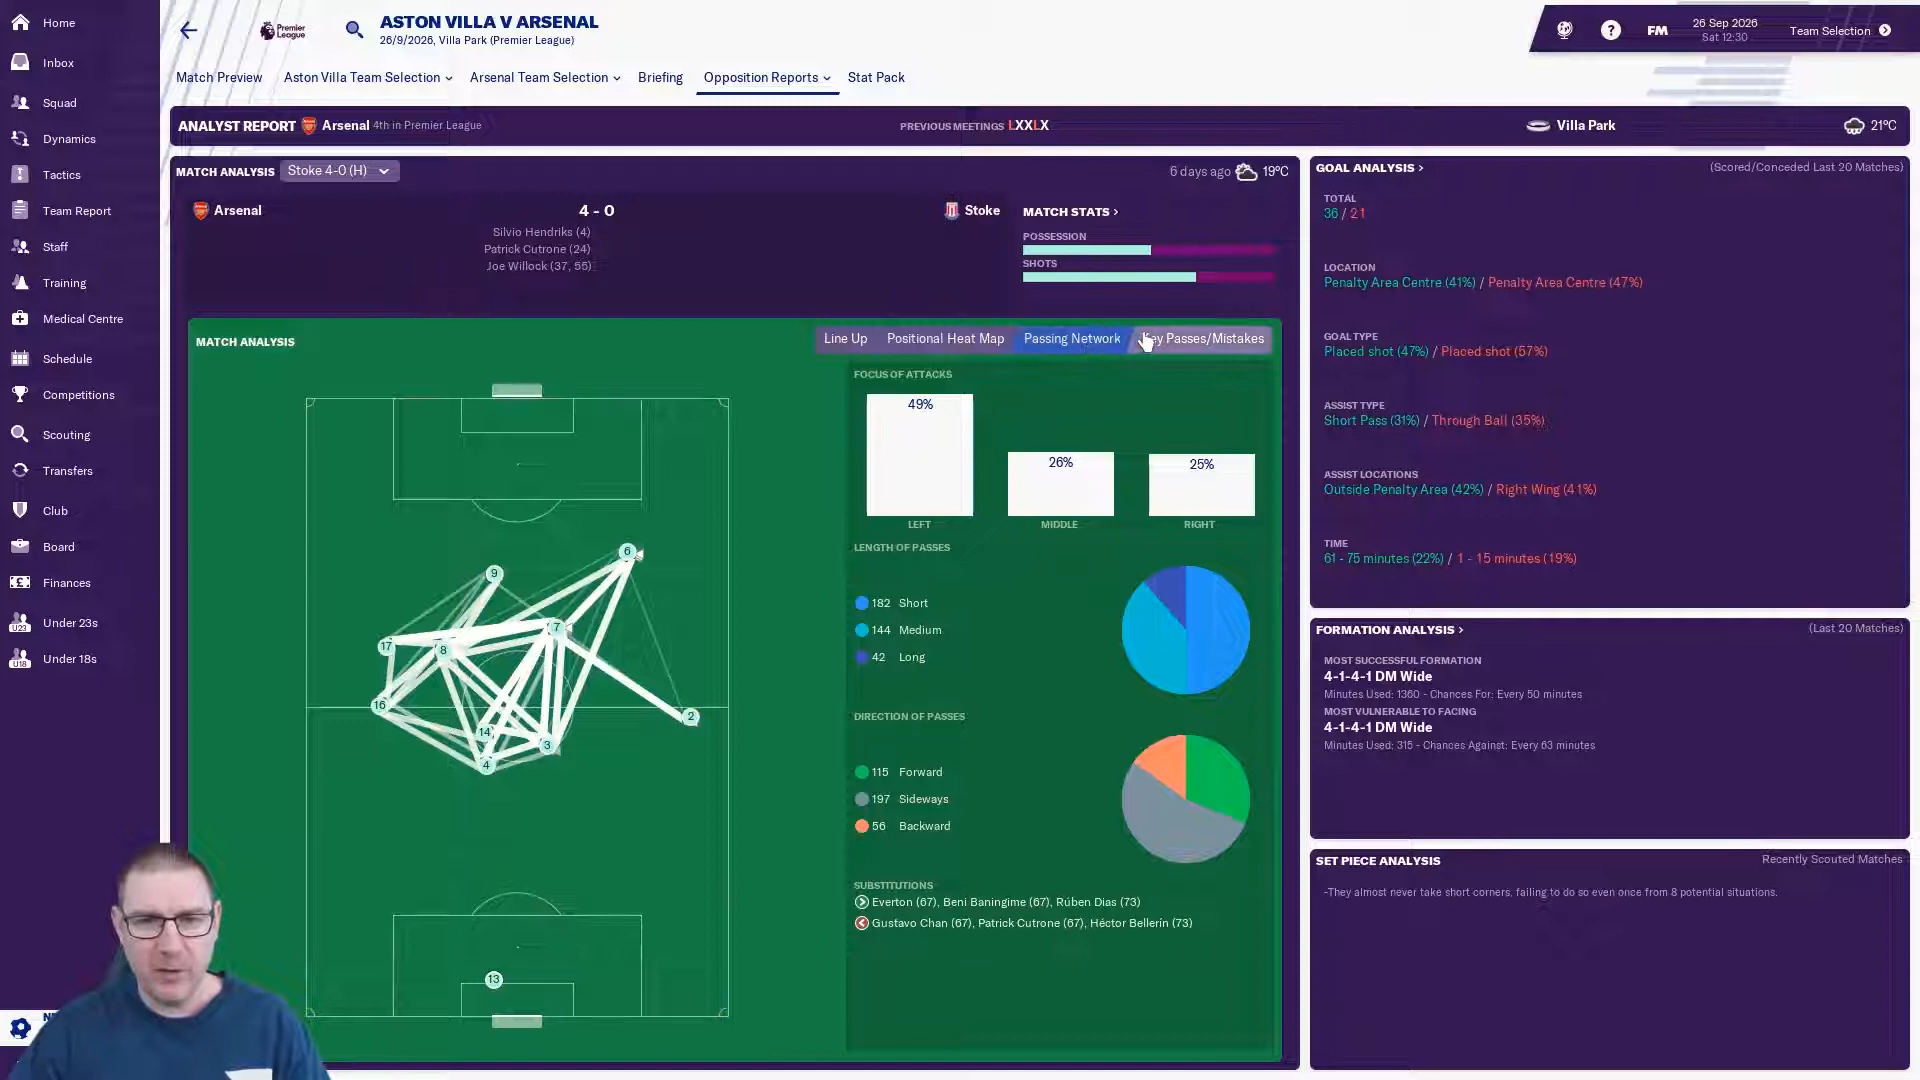 Home
Inbox
Squad
Dynamics
Tactics
Team Report
Staff
Training
Medical Centre
Schedule
Competitions
Scouting
Transfers
Club
Board
Finances
Under 23s
Under 18s
Premier League
ASTON VILLA V ARSENAL
26/9/2026, Villa Park (Premier League)
FM
26 Sep 2026
Sat 12:30
Team Selection
Match Preview
Aston Villa Team Selection
Arsenal Team Selection
Briefing
Opposition Reports
Stat Pack
ANALYST REPORT Arsenal 4th in Premier League
PREVIOUS MEETINGS LXXLX
Villa Park
21°C
MATCH ANALYSIS Stoke 4-0 (H)
6 days ago 19°C
Arsenal 4 - 0 Stoke
Silvio Hendriks (4)
Patrick Cutrone (24)
Joe Willock (37, 55)
MATCH STATS >
POSSESSION
SHOTS
MATCH ANALYSIS
Line Up
Positional Heat Map
Passing Network
Key Passes/Mistakes
6
9
7
17
8
16
2
14
3
4
13
FOCUS OF ATTACKS
49%
26%
25%
LEFT
MIDDLE
RIGHT
LENGTH OF PASSES
182 Short
144 Medium
42 Long
DIRECTION OF PASSES
115 Forward
197 Sideways
56 Backward
SUBSTITUTIONS
Everton (67), Beni Baningime (67), Rúben Dias (73)
Gustavo Chan (67), Patrick Cutrone (67), Héctor Bellerín (73)
GOAL ANALYSIS >
(Scored/Conceded Last 20 Matches)
TOTAL
36 / 21
LOCATION
Penalty Area Centre (41%) / Penalty Area Centre (47%)
GOAL TYPE
Placed shot (47%) / Placed shot (57%)
ASSIST TYPE
Short Pass (31%) / Through Ball (35%)
ASSIST LOCATIONS
Outside Penalty Area (42%) / Right Wing (41%)
TIME
61 - 75 minutes (22%) / 1 - 15 minutes (19%)
FORMATION ANALYSIS >
(Last 20 Matches)
MOST SUCCESSFUL FORMATION
4-1-4-1 DM Wide
Minutes Used: 1360 - Chances For: Every 50 minutes
MOST VULNERABLE TO FACING
4-1-4-1 DM Wide
Minutes Used: 315 - Chances Against: Every 63 minutes
SET PIECE ANALYSIS
Recently Scouted Matches
-They almost never take short corners, failing to do so even once from 8 potential situations.